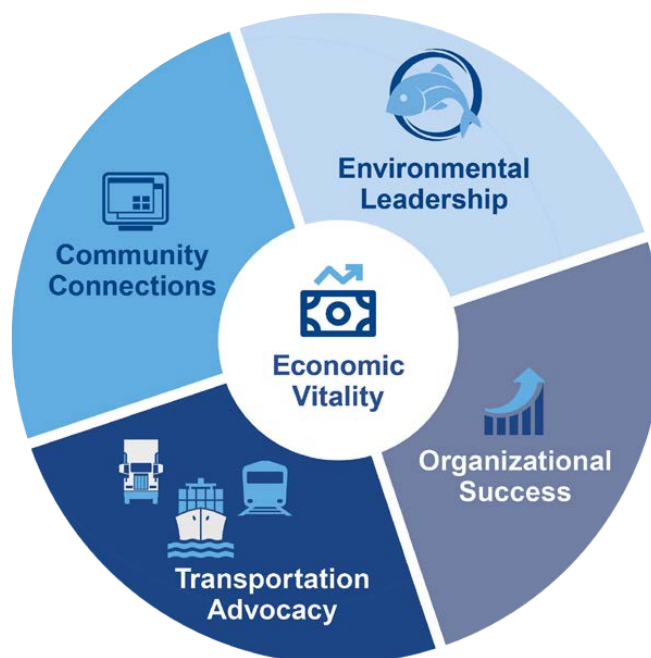 Environmental
Leadership
Community
Connections
Economic
Vitality
Organizational
Success
Transportation
Advocacy